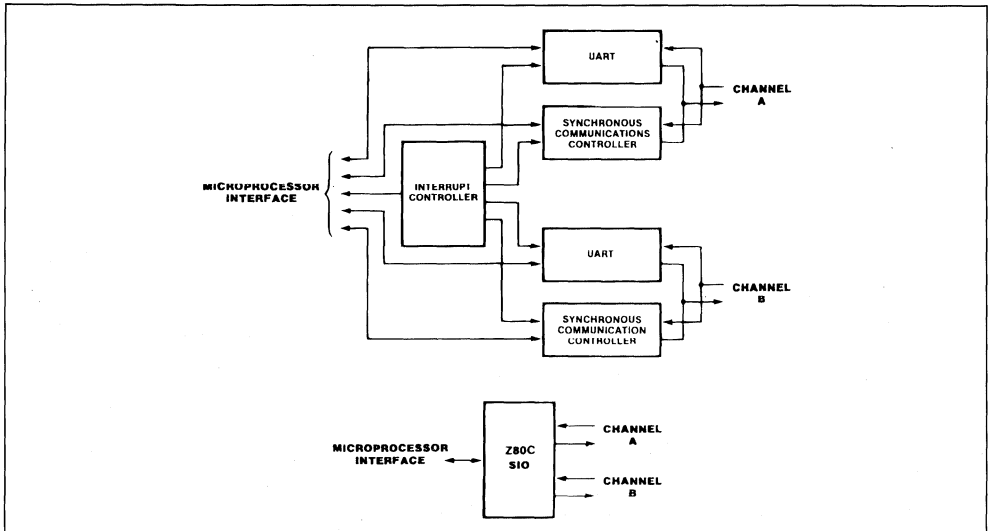 UART
CHANNEL
A
SYNCHRONOUS
COMMUNICATIONS
CONTROLLER
MICROPROCESSOR
INTERFACE
INTERRUPT
CONTROLLER
UART
CHANNEL
B
SYNCHRONOUS
COMMUNICATION
CONTROLLER
MICROPROCESSOR
INTERFACE
Z80C
SIO
CHANNEL
A
CHANNEL
B